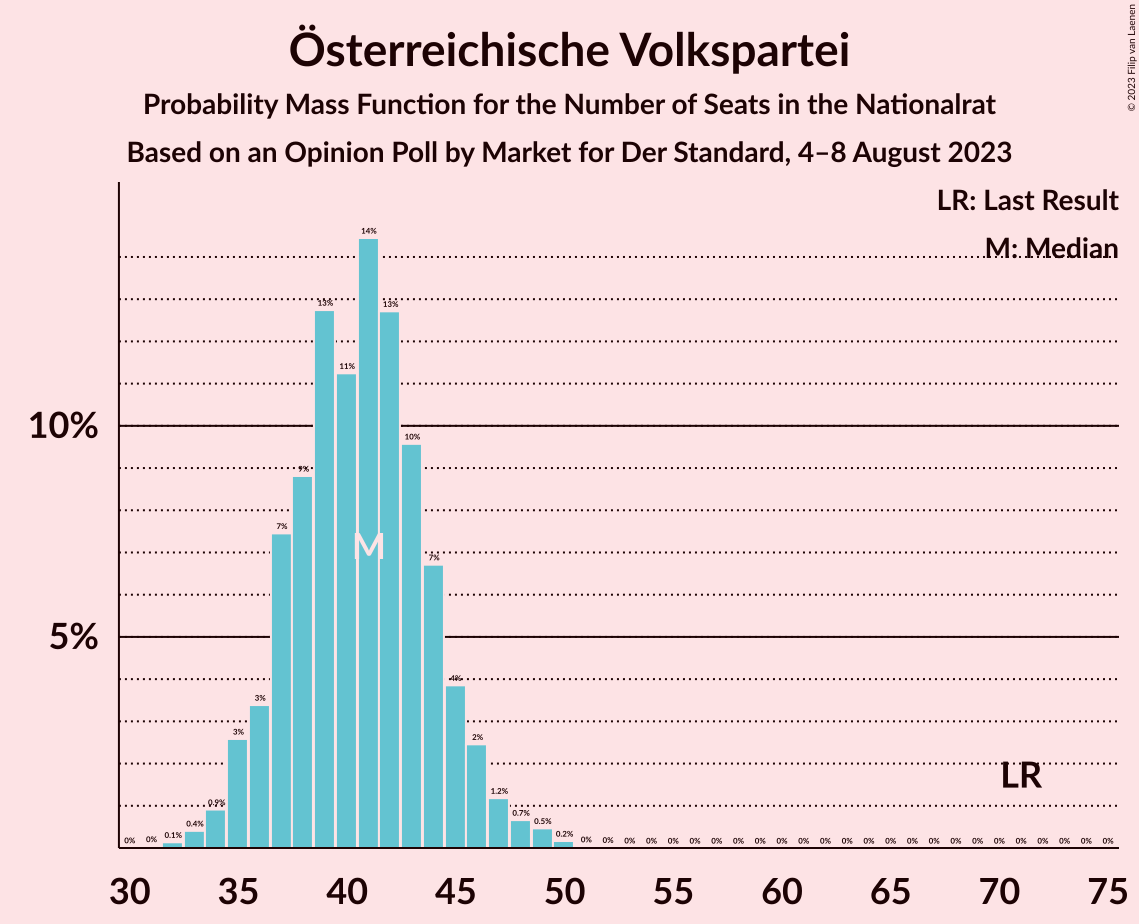 Österreichische Volkspartei
Probability Mass Function for the Number of Seats in the Nationalrat
Based on an Opinion Poll by Market for Der Standard, 4–8 August 2023
© 2023 Filip van Laenen
LR: Last Result
M: Median
10%
5%
0% 0% 0.1% 0.4% 0.9% 3% 3% 7% 9% 13% 11% 14% 13% 10% 7% 4% 2% 1.2% 0.7% 0.5% 0.2% 0% 0% 0% 0% 0% 0% 0% 0% 0% 0% 0% 0% 0% 0% 0% 0% 0% 0% 0% 0% 0% 0% 0% 0% 0%
M
LR
30 35 40 45 50 55 60 65 70 75